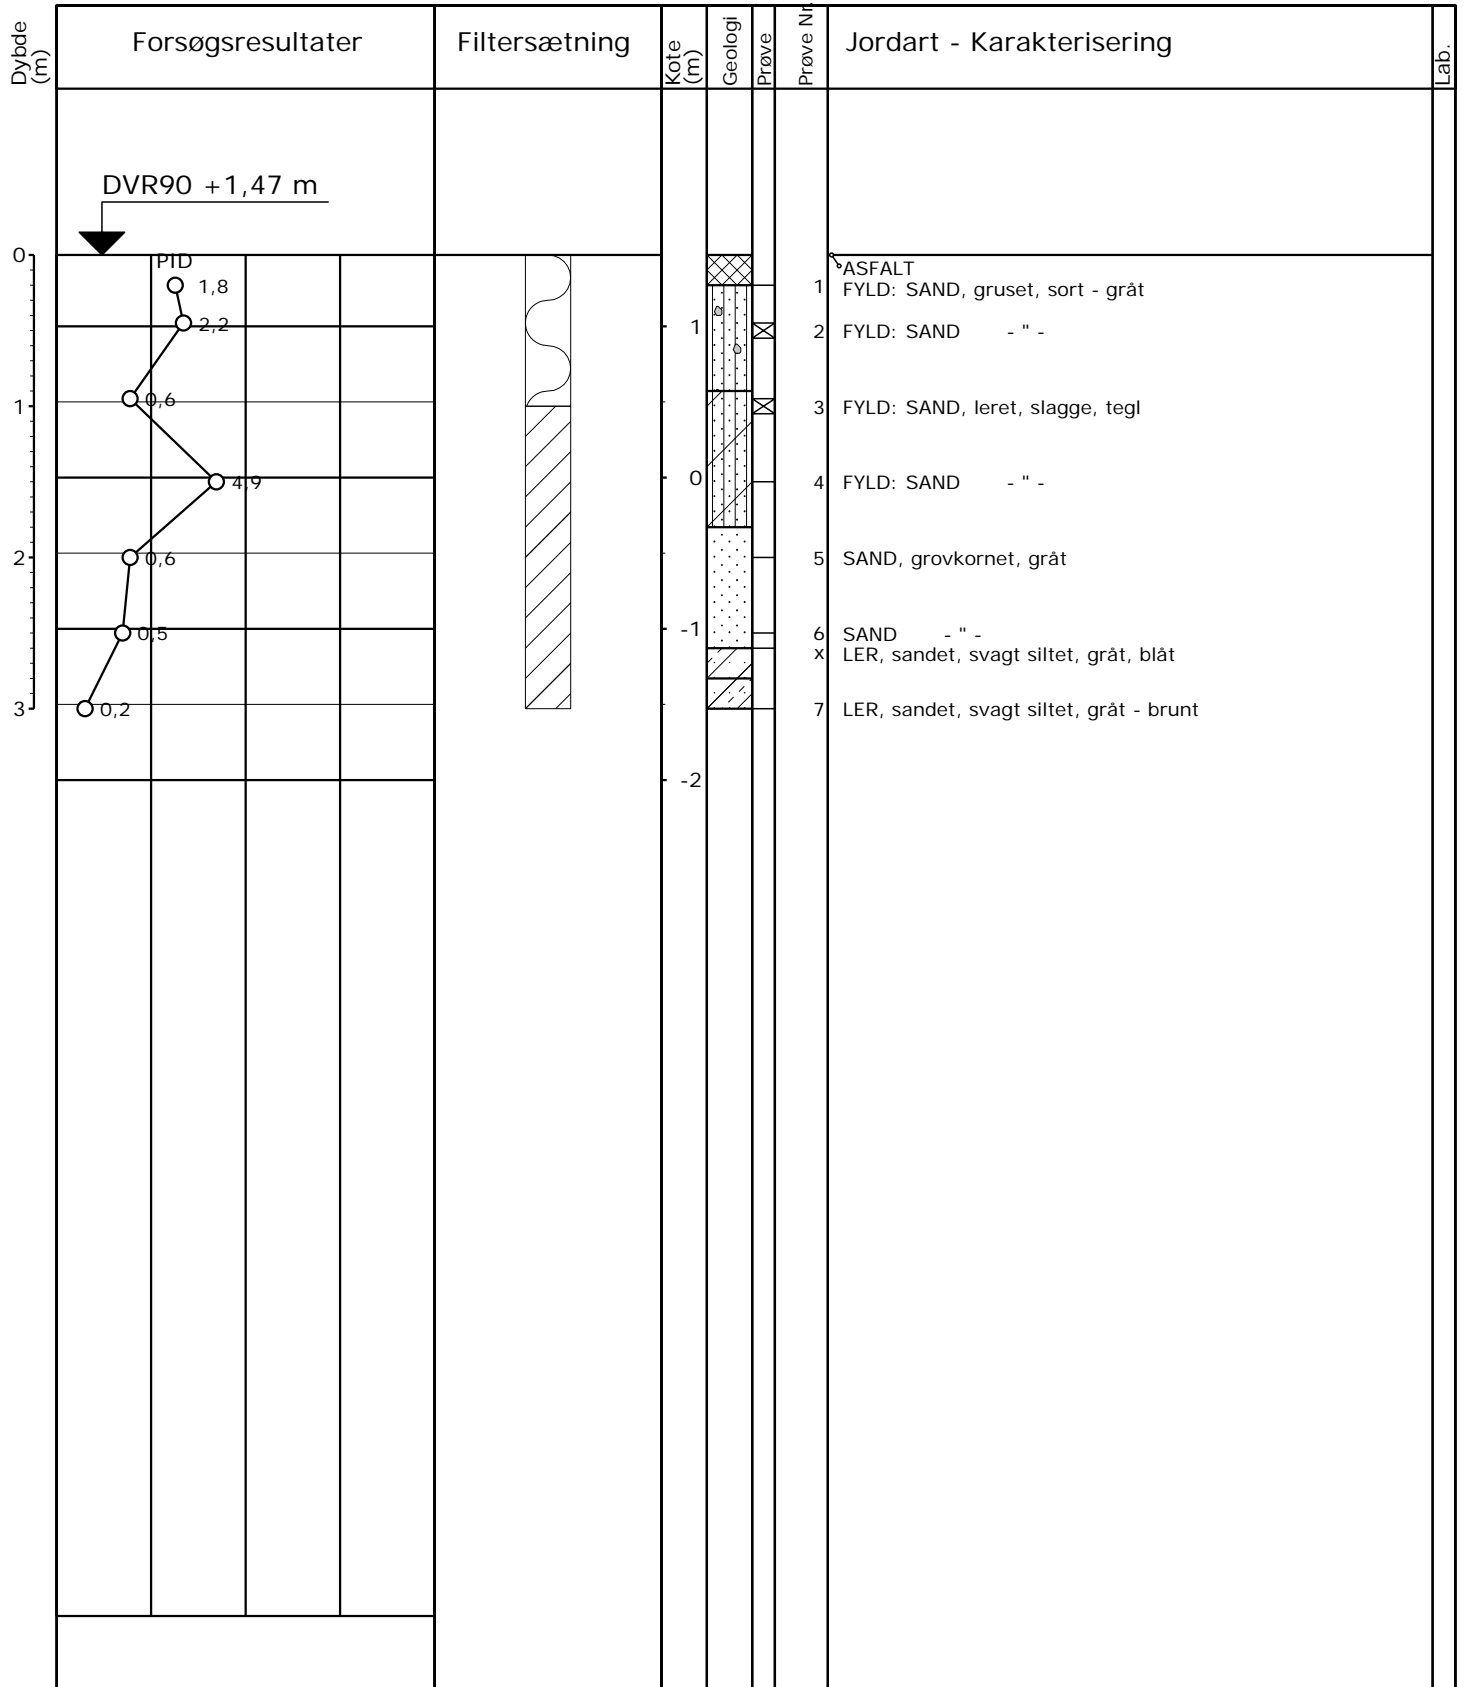 Dybde (m)
Forsøgsresultater
Filtersætning
Kote (m)
Geologi
Prøve
Prøve Nr.
Jordart - Karakterisering
Lab.
DVR90 +1,47 m
0
PID
ASFALT
1,8
1 FYLD: SAND, gruset, sort - gråt
2,2
1
2 FYLD: SAND - " -
0,6
1
3 FYLD: SAND, leret, slagge, tegl
4,9
0
4 FYLD: SAND - " -
2
0,6
5 SAND, grovkornet, gråt
0,5
-1
6 SAND - " -
x LER, sandet, svagt siltet, gråt, blåt
3
0,2
7 LER, sandet, svagt siltet, gråt - brunt
-2